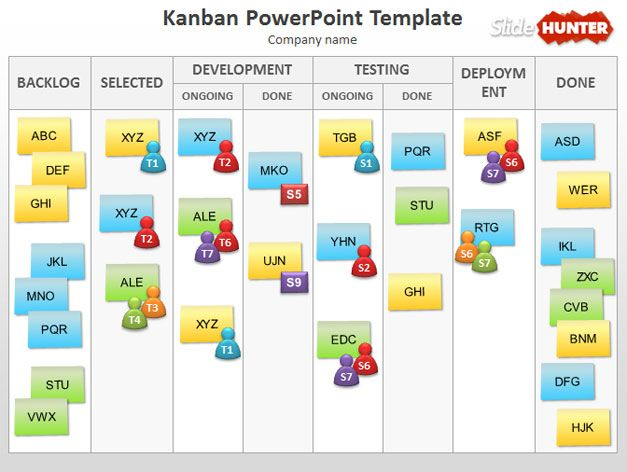 Kanban PowerPoint Template
Company name
Slide HUNTER
BACKLOG
SELECTED
DEVELOPMENT
ONGOING
DONE
TESTING
ONGOING
DONE
DEPLOYM
ENT
DONE
ABC
DEF
GHI
JKL
MNO
PQR
STU
VWX
XYZ
T1
XYZ
T2
ALE
T3
T4
XYZ
T2
ALE
T6
T7
XYZ
T1
MKO
S5
UJN
S9
TGB
S1
YHN
S2
EDC
S6
S7
PQR
STU
GHI
ASF
S6
S7
RTG
S6
S7
ASD
WER
IKL
ZXC
CVB
BNM
DFG
HJK